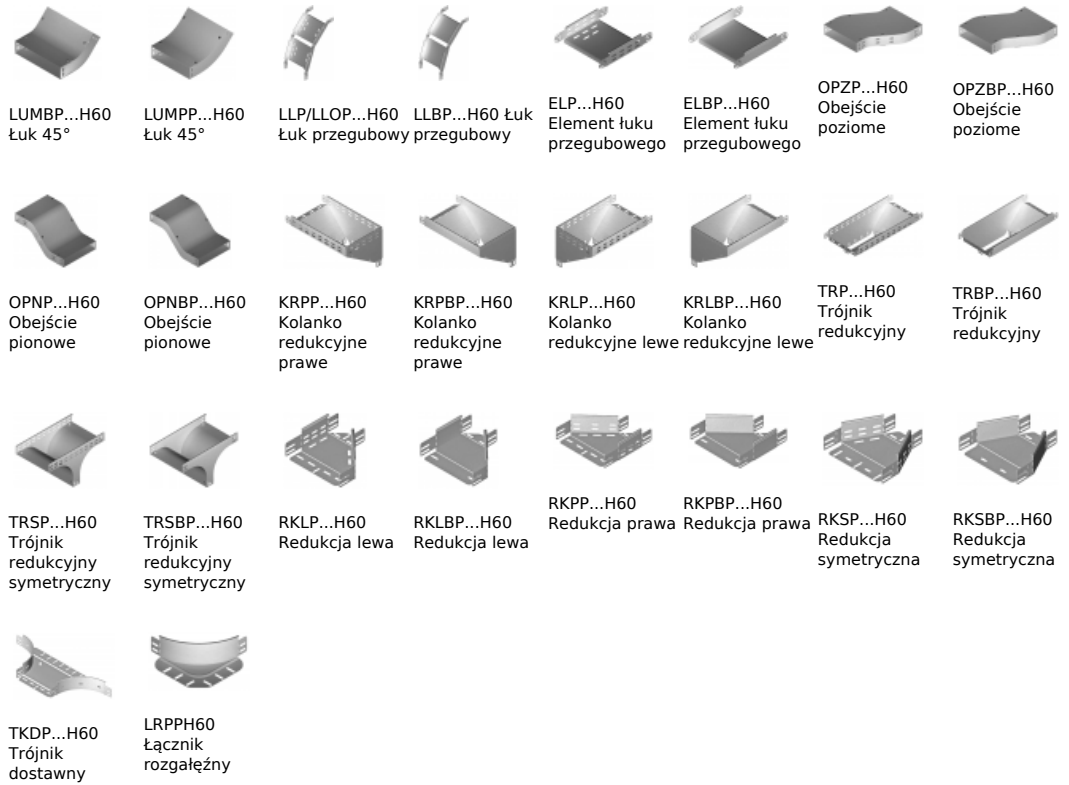 LUMBP...H60
Łuk 45°
LUMPP...H60
Łuk 45°
LLP/LLOP...H60
Łuk przegubowy
LLBP...H60 Łuk
przegubowy
ELP...H60
Element łuku
przegubowego
ELBP...H60
Element łuku
przegubowego
OPZP...H60
Obejście
poziome
OPZBP...H60
Obejście
poziome
OPNP...H60
Obejście
pionowe
OPNBP...H60
Obejście
pionowe
KRPP...H60
Kolanko
redukcyjne
prawe
KRPBP...H60
Kolanko
redukcyjne
prawe
KRLP...H60
Kolanko
redukcyjne lewe
KRLBP...H60
Kolanko
redukcyjne lewe
TRP...H60
Trójnik
redukcyjny
TRBP...H60
Trójnik
redukcyjny
TRSP...H60
Trójnik
redukcyjny
symetryczny
TRSBP...H60
Trójnik
redukcyjny
symetryczny
RKLP...H60
Redukcja lewa
RKLBP...H60
Redukcja lewa
RKPP...H60
Redukcja prawa
RKPBP...H60
Redukcja prawa
RKSP...H60
Redukcja
symetryczna
RKSBP...H60
Redukcja
symetryczna
TKDP...H60
Trójnik
dostawny
LRPPH60
Łącznik
rozgałęźny